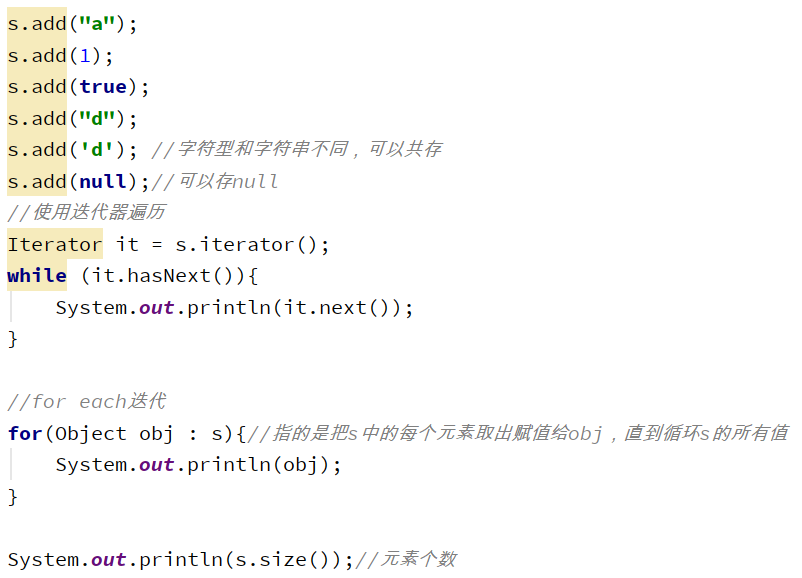 s.add("a");
s.add(1);
s.add(true);
s.add("d");
s.add('d'); //字符型和字符串不同，可以共存
s.add(null);//可以存null
//使用迭代器遍历
Iterator it = s.iterator();
while (it.hasNext()){
    System.out.println(it.next());
}

//for each迭代
for(Object obj : s){//指的是把s中的每个元素取出赋值给obj，直到循环s的所有值
    System.out.println(obj);
}

System.out.println(s.size());//元素个数